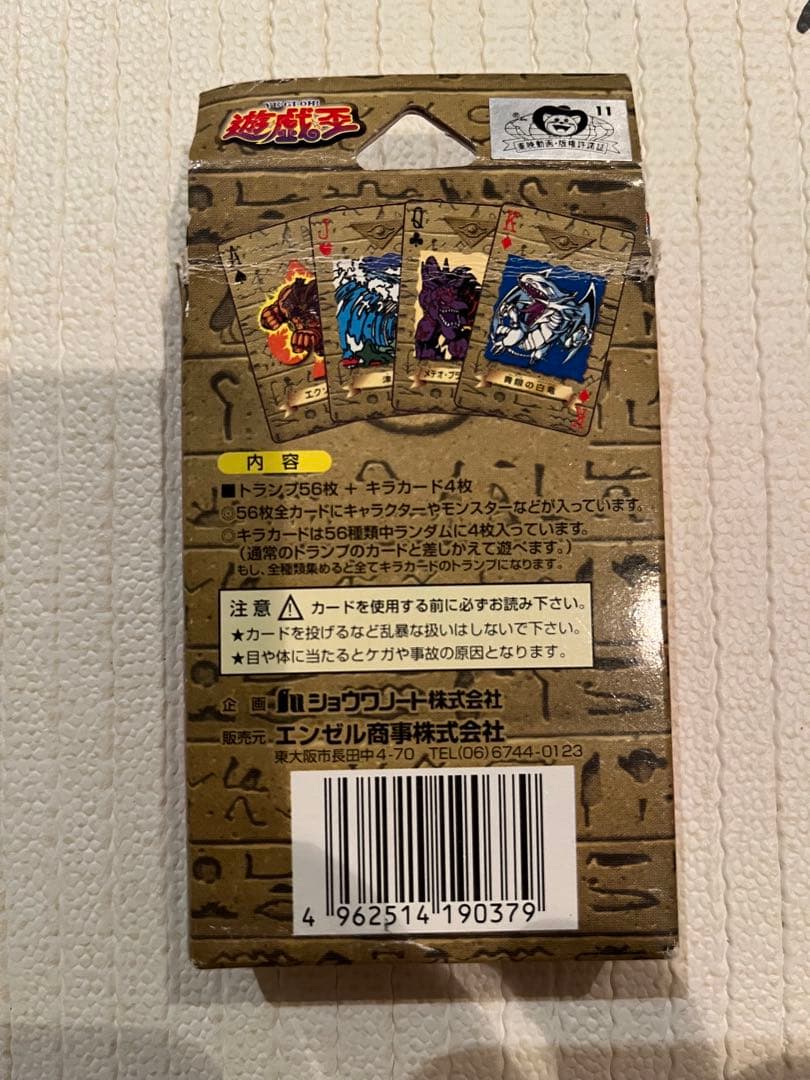 YU-GI-OH!
遊戯王
11
東映動画・版権許諾証
A
J
Q
K
エクゾ
津
メテオ・ブラ
青眼の白竜
K
内容
■トランプ56枚 + キラカード4枚
◎56枚全カードにキャラクターやモンスターなどが入っています。
◎キラカードは56種類中ランダムに4枚入っています。
(通常のトランプのカードと差しかえて遊べます。)
もし、全種類集めると全てキラカードのトランプになります。
注意 ⚠ カードを使用する前に必ずお読み下さい。
★カードを投げるなど乱暴な扱いはしないで下さい。
★目や体に当たるとケガや事故の原因となります。
企画 ショウワノート株式会社
販売元 エンゼル商事株式会社
東大阪市長田中4-70 TEL(06)6744-0123
4 962514 190379